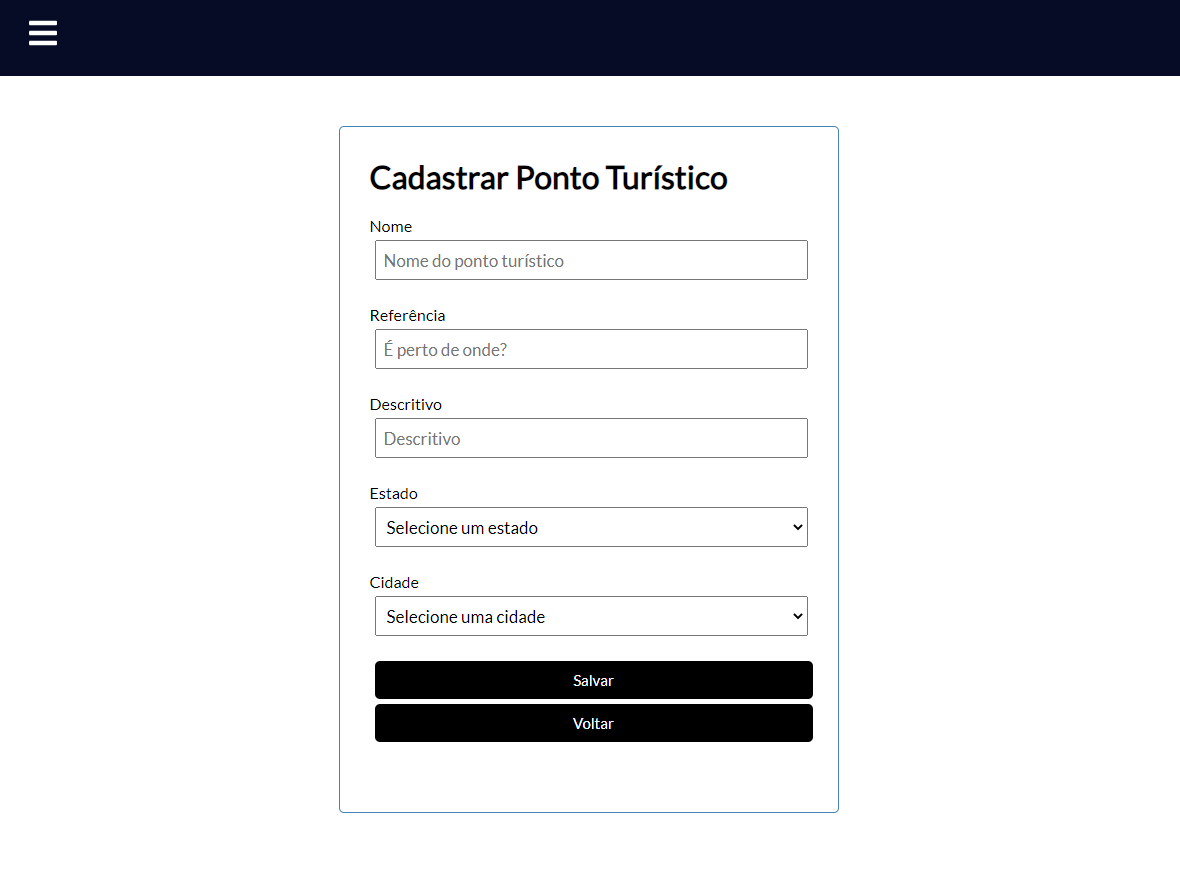 Cadastrar Ponto Turístico
Nome
Nome do ponto turístico
Referência
É perto de onde?
Descritivo
Descritivo
Estado
Selecione um estado
Cidade
Selecione uma cidade
Salvar
Voltar